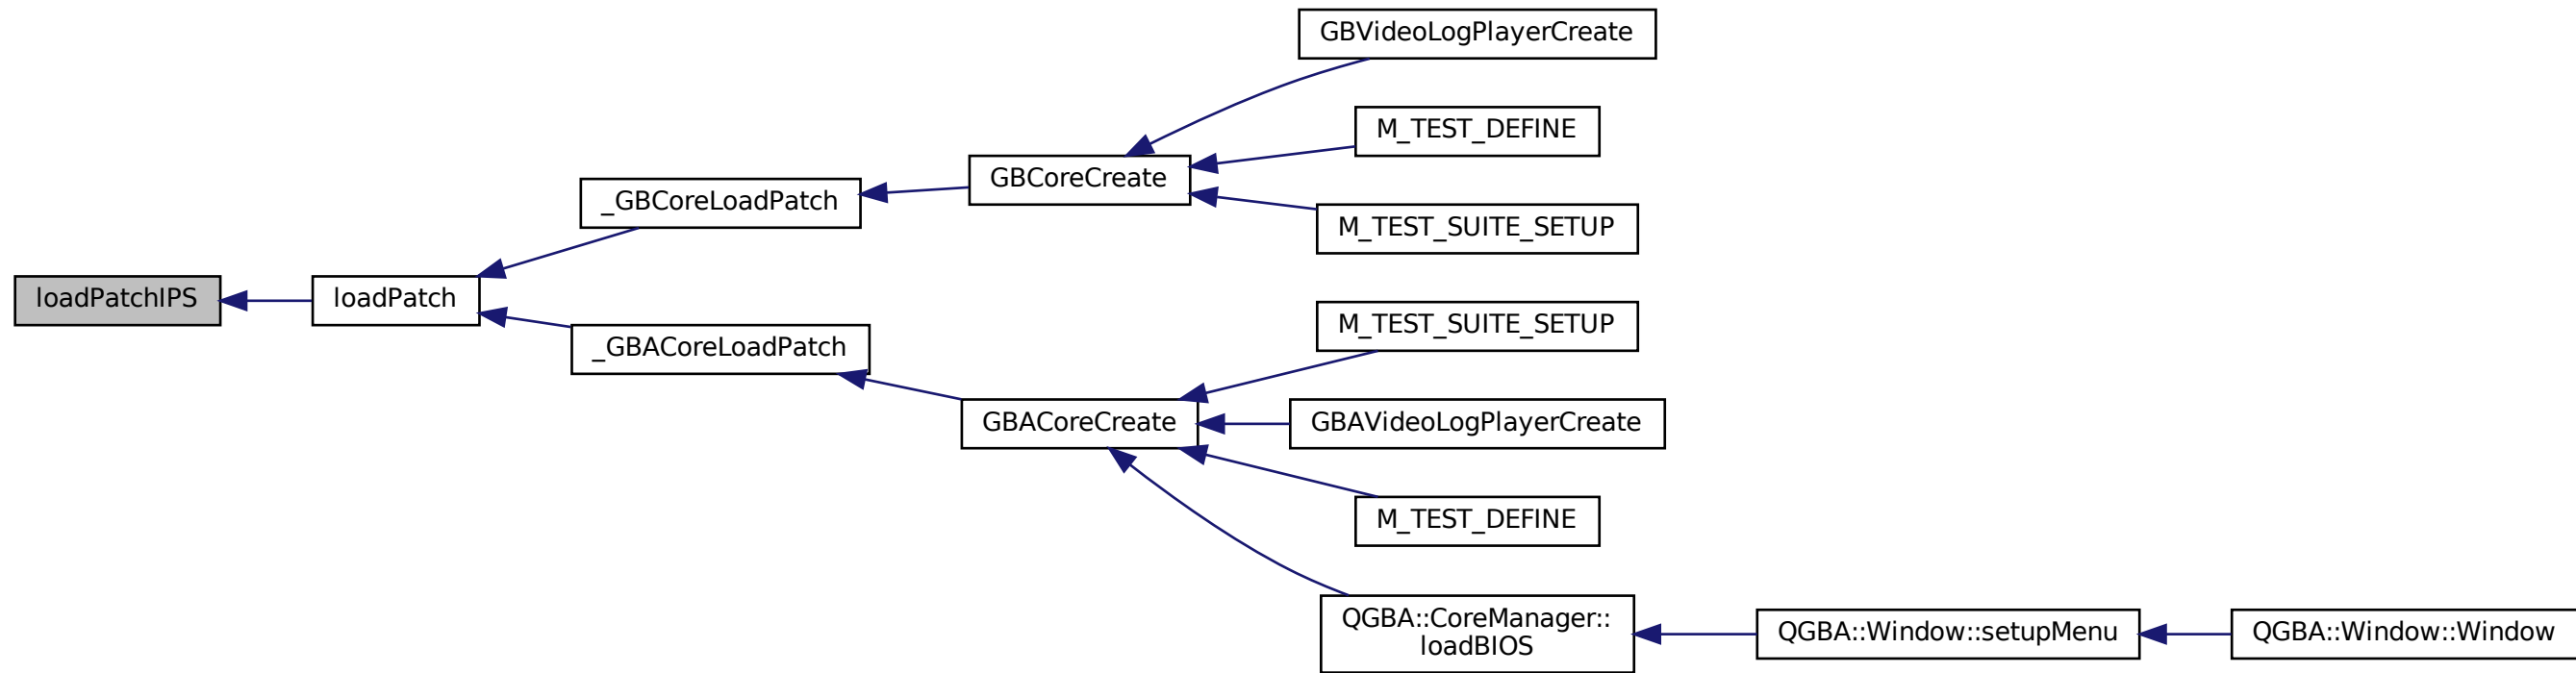 GBVideoLogPlayerCreate
M_TEST_DEFINE
GBCoreCreate
_GBCoreLoadPatch
M_TEST_SUITE_SETUP
loadPatchIPS
loadPatch
M_TEST_SUITE_SETUP
_GBACoreLoadPatch
GBACoreCreate
GBAVideoLogPlayerCreate
M_TEST_DEFINE
QGBA::CoreManager::
loadBIOS
QGBA::Window::setupMenu
QGBA::Window::Window